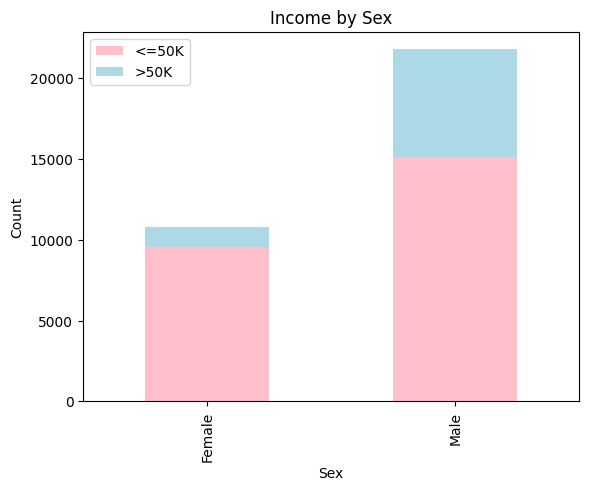 Income by Sex
<=50K
>50K
20000
15000
10000
5000
0
Count
Female
Male
Sex